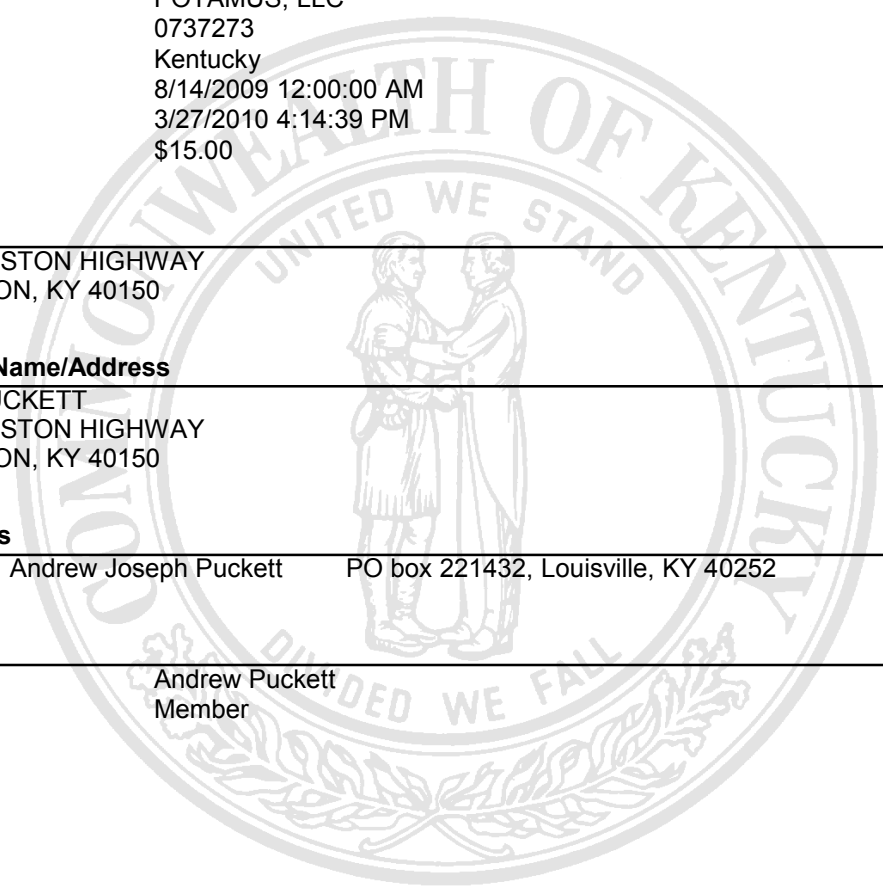 POTAMUS, LLC
0737273
Kentucky
8/14/2009 12:00:00 AM
3/27/2010 4:14:39 PM
$15.00
COMMONWEALTH OF KENTUCKY
UNITED WE STAND
STON HIGHWAY
ON, KY 40150
Name/Address
UCKETT
STON HIGHWAY
ON, KY 40150
s
Andrew Joseph Puckett PO box 221432, Louisville, KY 40252
DIVIDED WE FALL
Andrew Puckett
Member